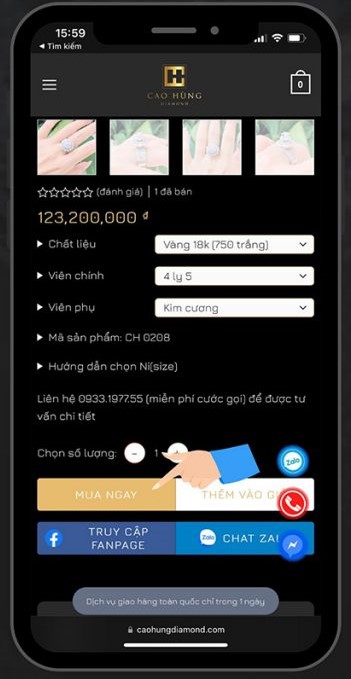 15:59
Tìm kiếm
CAO HÙNG
DIAMOND
0
(đánh giá) | 1 đã bán
123,200,000 đ
Chất liệu
Vàng 18k (750 trắng)
Viên chính
4 ly 5
Viên phụ
Kim cương
Mã sản phẩm: CH 0208
Hướng dẫn chọn Ni(size)
Liên hệ 0933.1977.55 (miễn phí cước gọi) để được tư
vấn chi tiết
Chọn số lượng:
-
1
Zalo
MUA NGAY
THÊM VÀO
TRUY CẬP
FANPAGE
Zalo
CHAT
Dịch vụ giao hàng toàn quốc chỉ trong 1 ngày
caohungdiamond.com